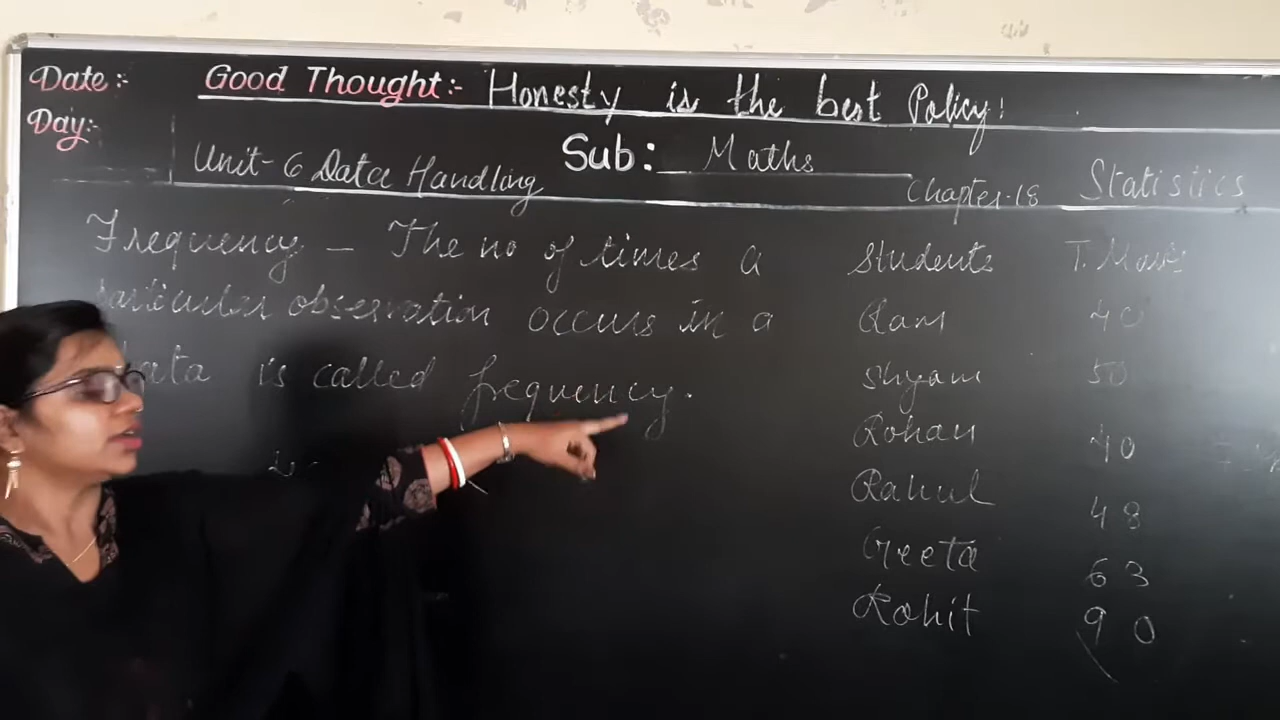 Date:-
Good Thought:- Honesty is the best Policy!
Day:-
Sub: Maths
Unit-6 Data Handling
Chapter-18 Statistics
Frequency – The no of times a
particular observation occurs in a
data is called frequency.
Students T. Marks
Ram 40
Shyam 50
Rohan 40
Rahul 48
Geeta 63
Rohit 90